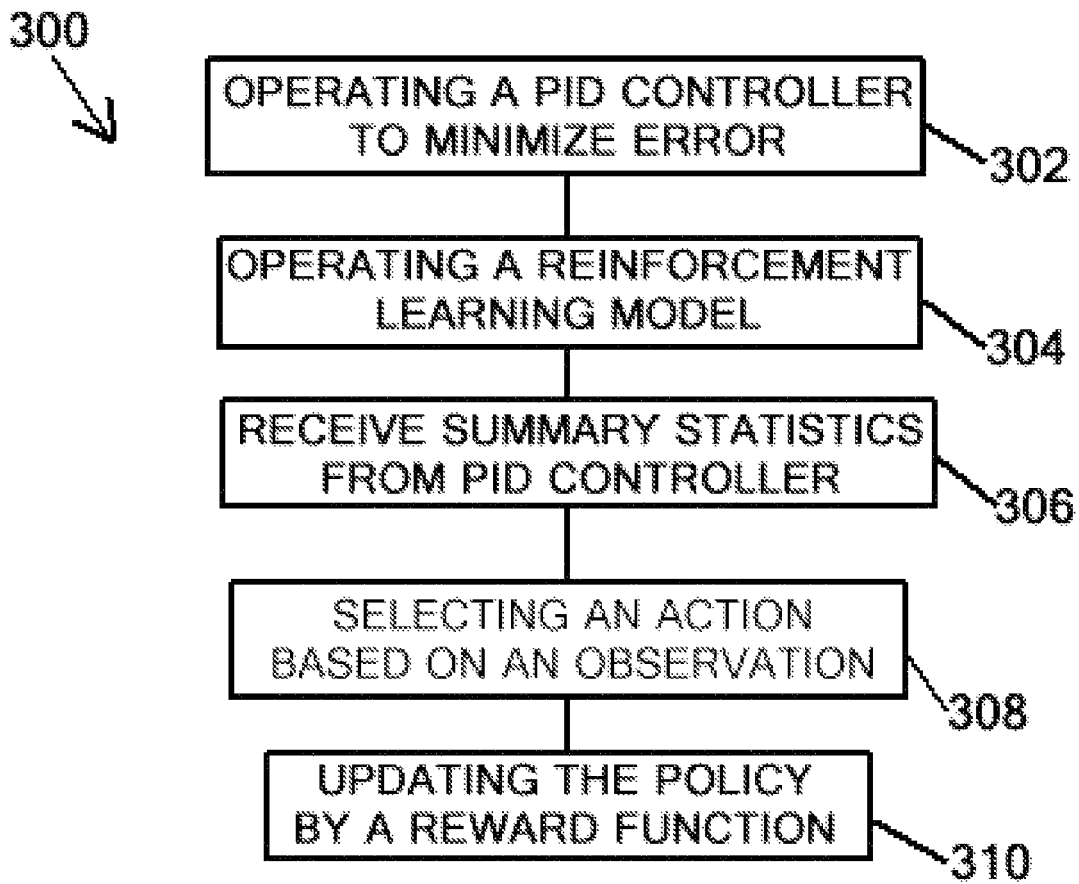 300
OPERATING A PID CONTROLLER
TO MINIMIZE ERROR
302
OPERATING A REINFORCEMENT
LEARNING MODEL
304
RECEIVE SUMMARY STATISTICS
FROM PID CONTROLLER
306
SELECTING AN ACTION
BASED ON AN OBSERVATION
308
UPDATING THE POLICY
BY A REWARD FUNCTION
310